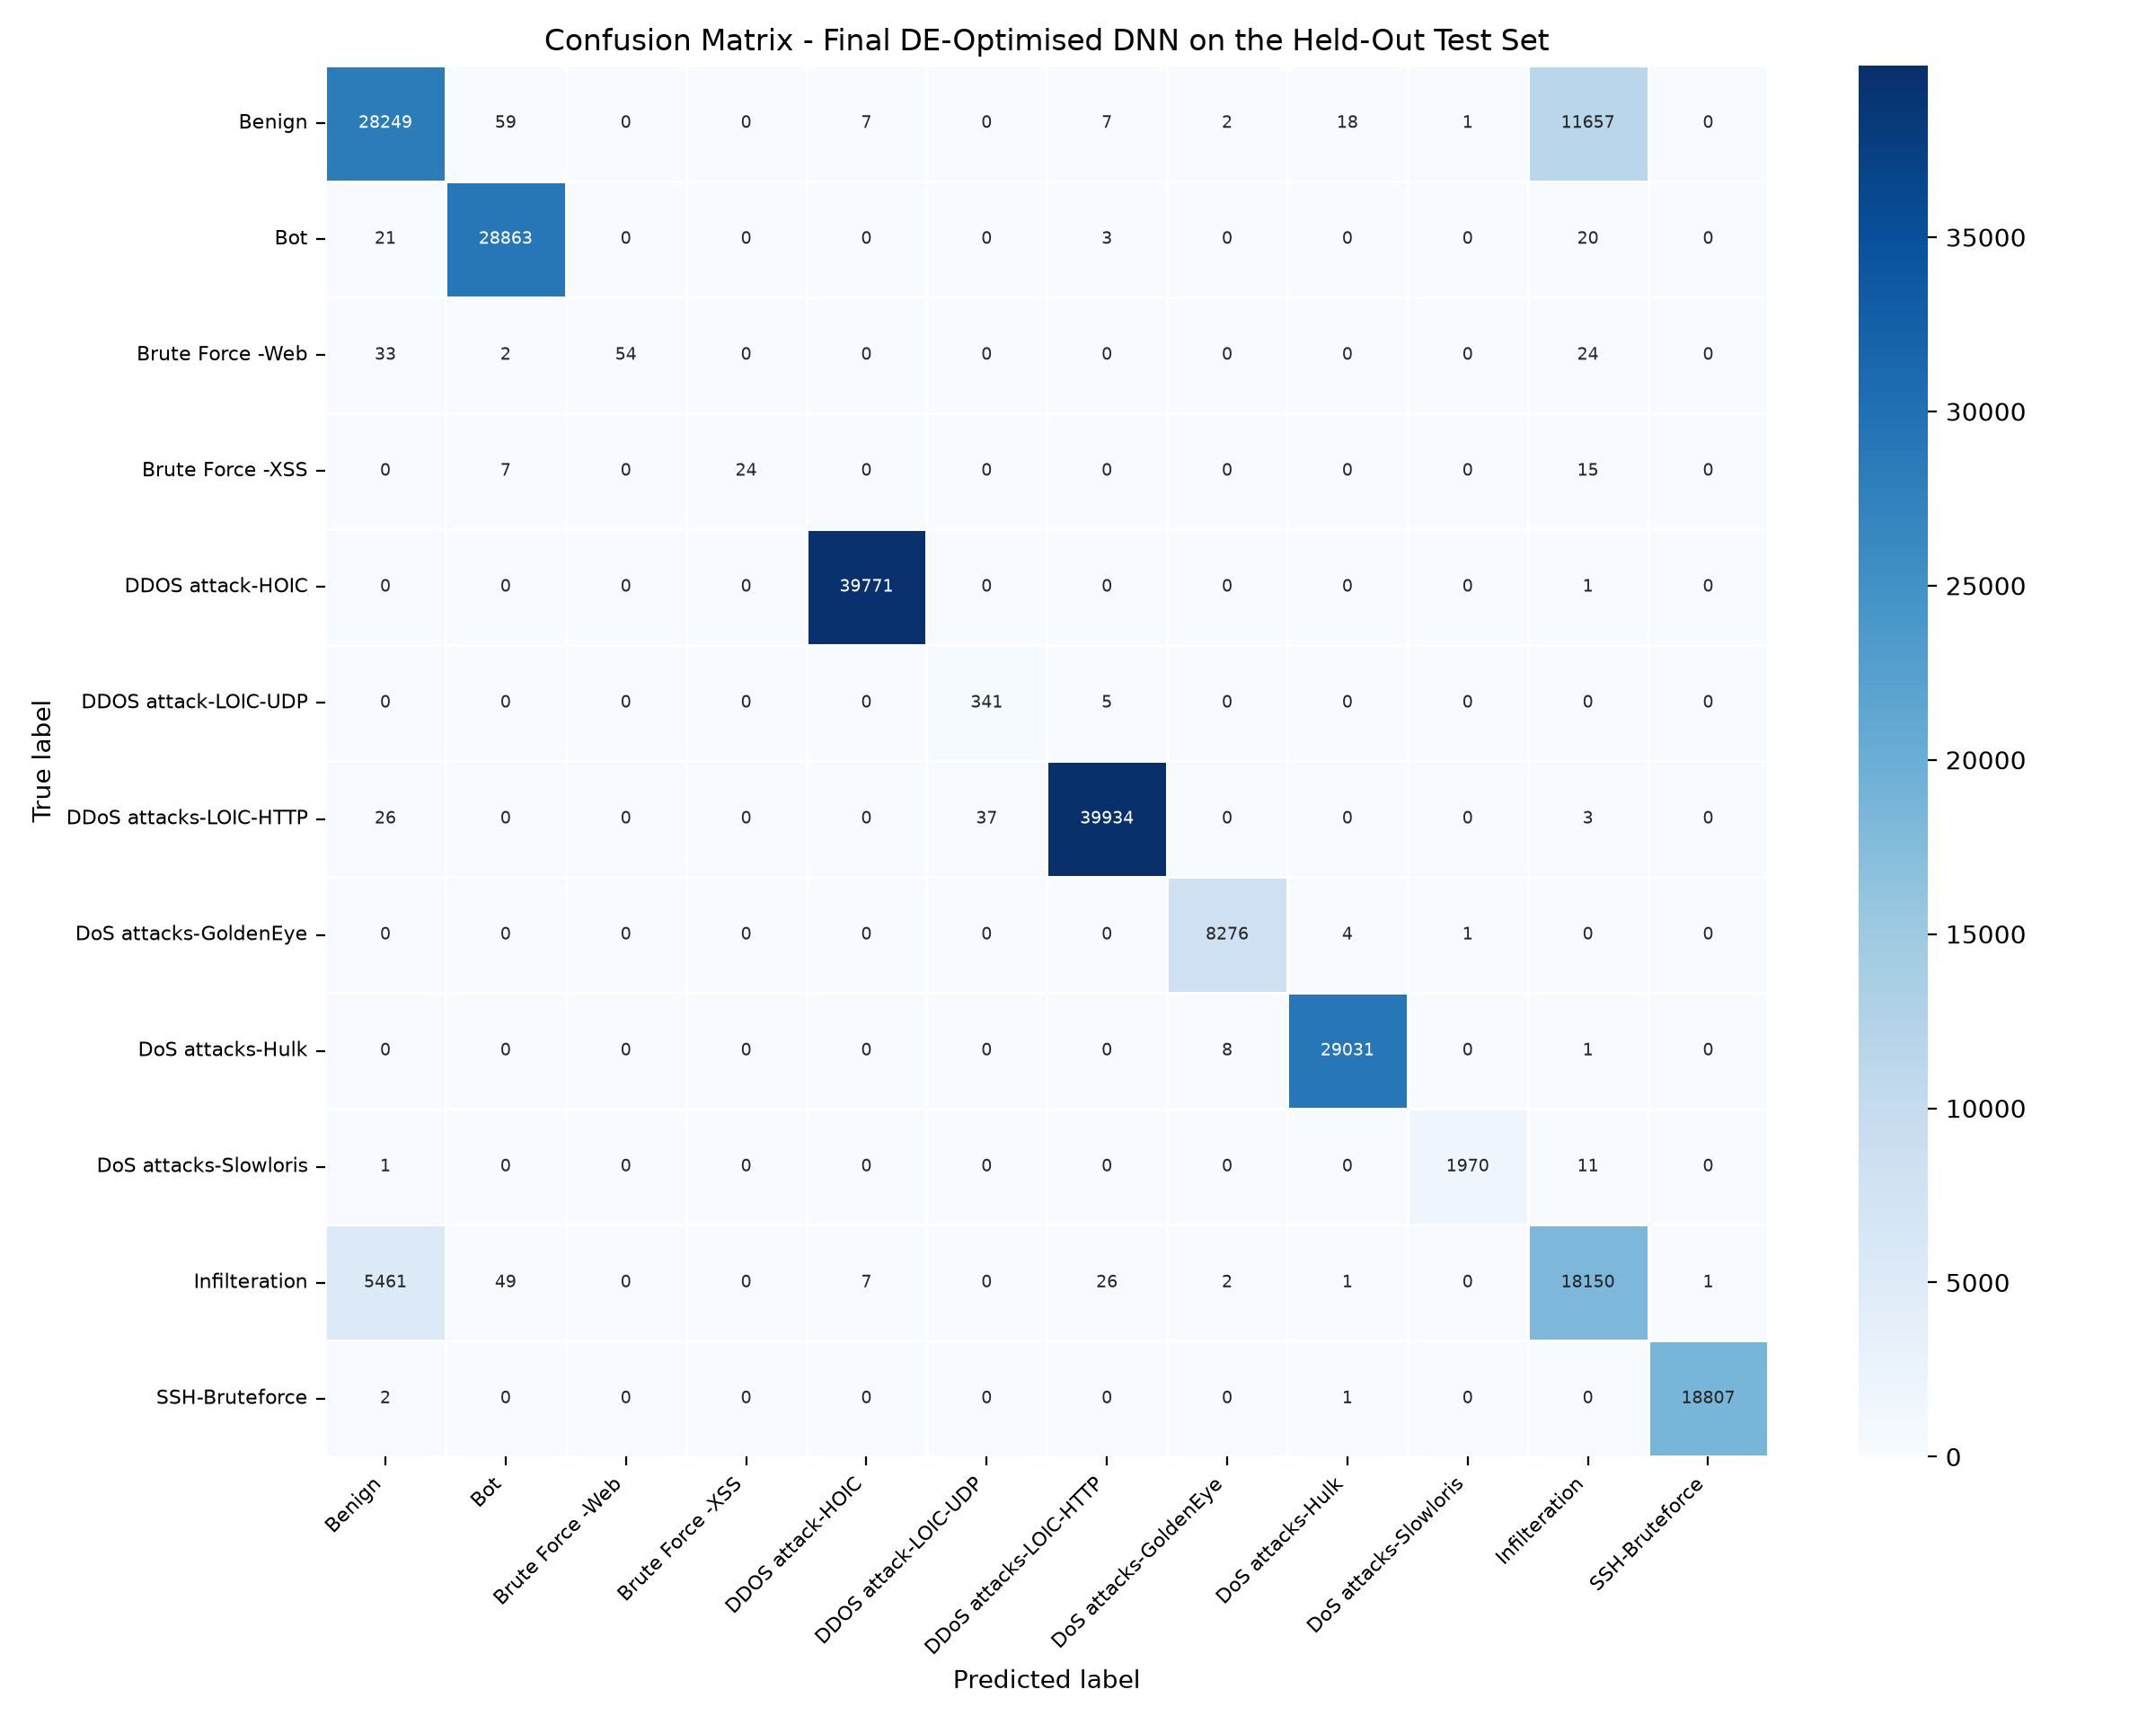 Confusion Matrix - Final DE-Optimised DNN on the Held-Out Test Set
True label
Benign 28249 59 0 0 7 0 7 2 18 1 11657 0
Bot 21 28863 0 0 0 0 3 0 0 0 20 0
Brute Force -Web 33 2 54 0 0 0 0 0 0 0 24 0
Brute Force -XSS 0 7 0 24 0 0 0 0 0 0 15 0
DDOS attack-HOIC 0 0 0 0 39771 0 0 0 0 0 1 0
DDOS attack-LOIC-UDP 0 0 0 0 0 341 5 0 0 0 0 0
DDoS attacks-LOIC-HTTP 26 0 0 0 0 37 39934 0 0 0 3 0
DoS attacks-GoldenEye 0 0 0 0 0 0 0 8276 4 1 0 0
DoS attacks-Hulk 0 0 0 0 0 0 0 8 29031 0 1 0
DoS attacks-Slowloris 1 0 0 0 0 0 0 0 0 1970 11 0
Infilteration 5461 49 0 0 7 0 26 2 1 0 18150 1
SSH-Bruteforce 2 0 0 0 0 0 0 0 1 0 0 18807
Benign
Bot
Brute Force -Web
Brute Force -XSS
DDOS attack-HOIC
DDOS attack-LOIC-UDP
DDoS attacks-LOIC-HTTP
DoS attacks-GoldenEye
DoS attacks-Hulk
DoS attacks-Slowloris
Infilteration
SSH-Bruteforce
Predicted label
35000
30000
25000
20000
15000
10000
5000
0